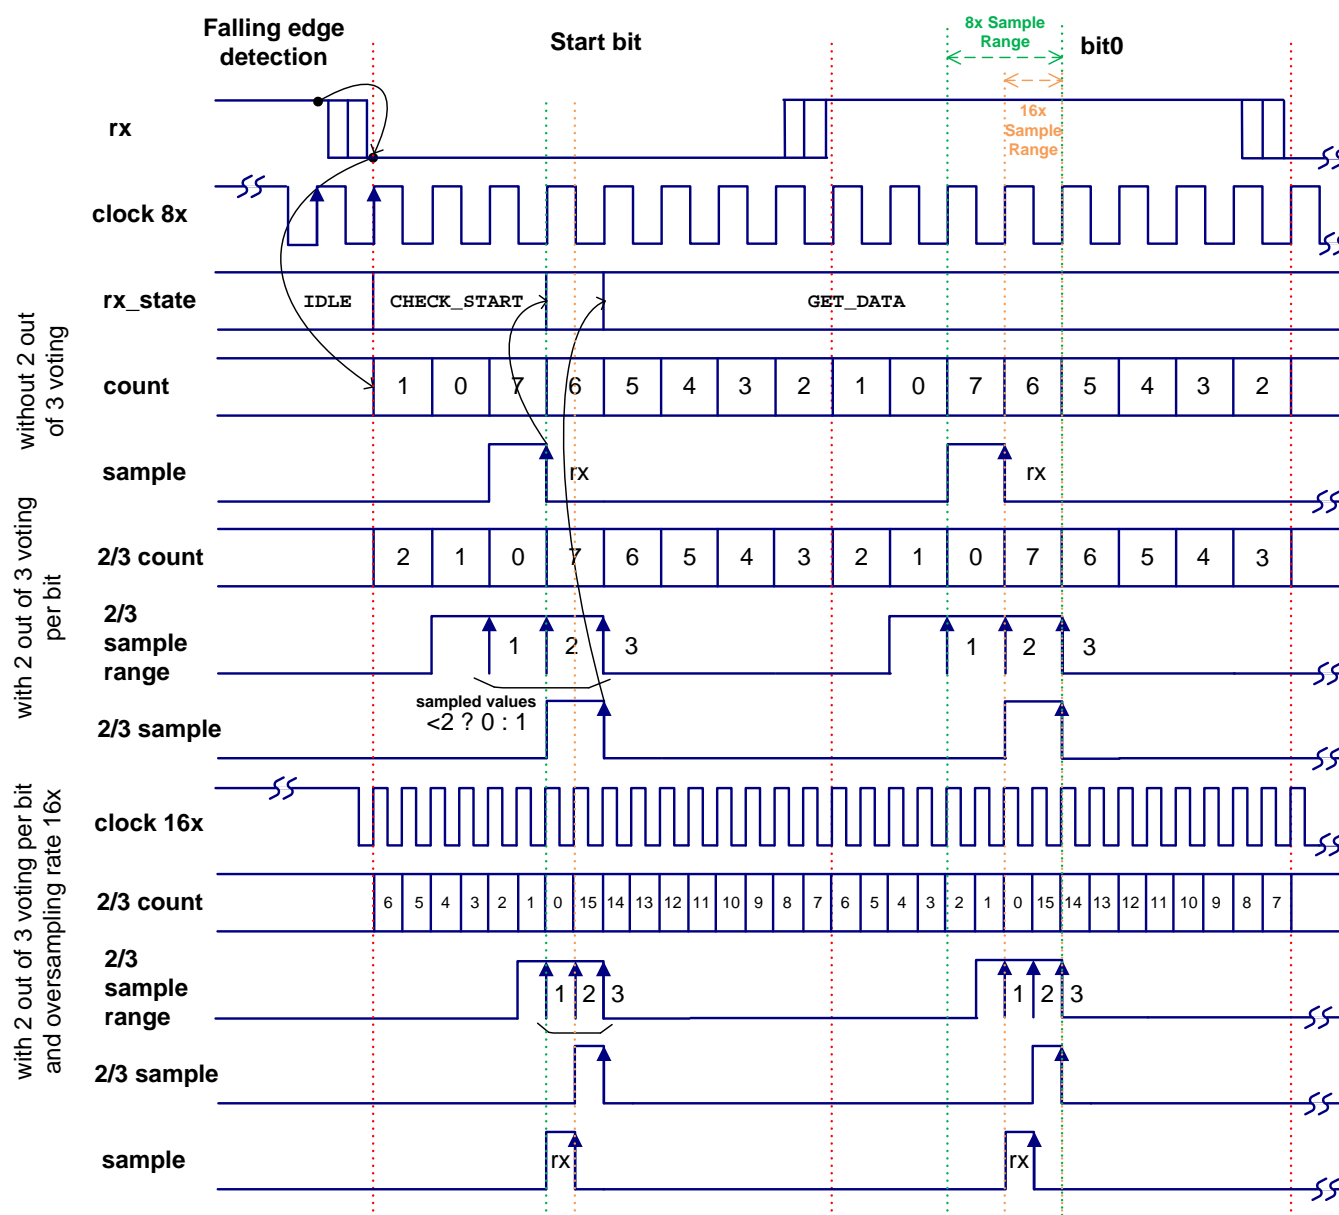 Falling edge
detection
Start bit
8x Sample
Range
bit0
rx
16x
Sample
Range
clock 8x
rx_state
IDLE
CHECK_START
GET_DATA
without 2 out
of 3 voting
count
1 0 7 6 5 4 3 2 1 0 7 6 5 4 3 2
sample
rx
rx
with 2 out of 3 voting
per bit
2/3 count
2 1 0 7 6 5 4 3 2 1 0 7 6 5 4 3
2/3
sample
range
1 2 3
1 2 3
sampled values
<2 ? 0 : 1
2/3 sample
with 2 out of 3 voting per bit
and oversampling rate 16x
clock 16x
2/3 count
6 5 4 3 2 1 0 15 14 13 12 11 10 9 8 7 6 5 4 3 2 1 0 15 14 13 12 11 10 9 8 7
2/3
sample
range
1 2 3
1 2 3
2/3 sample
sample
rx
rx